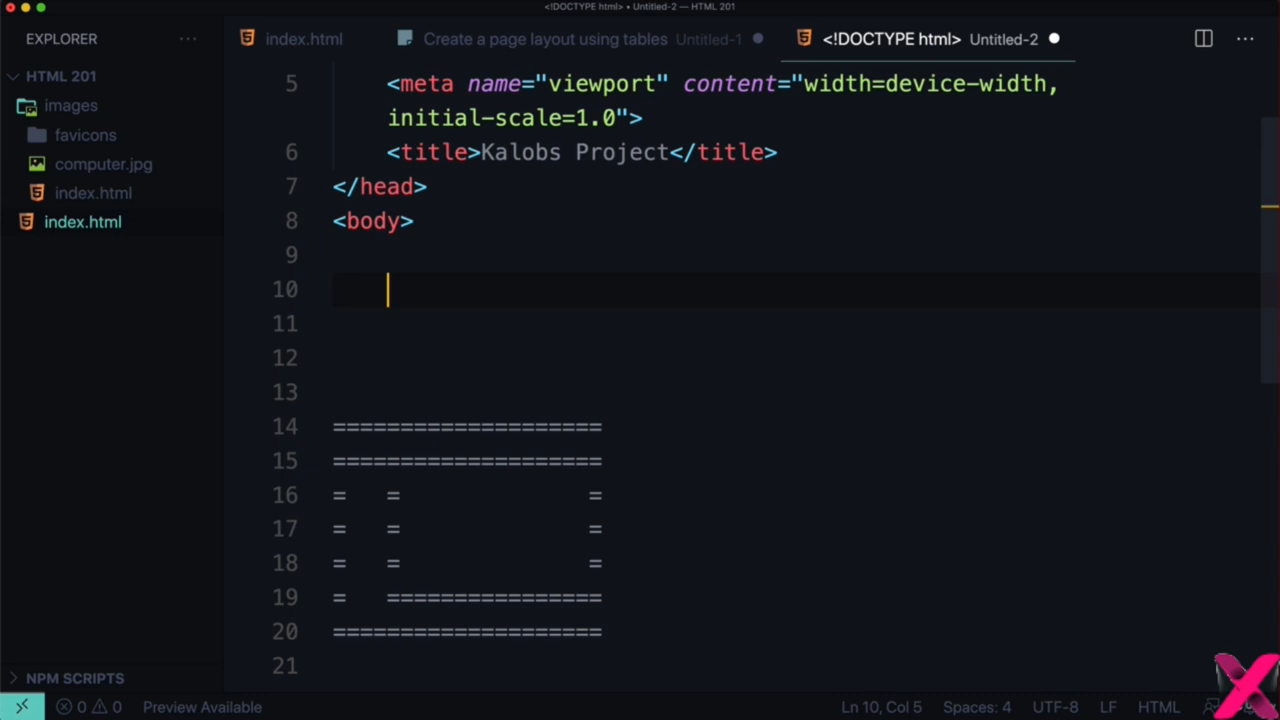 <!DOCTYPE html> • Untitled-2 — HTML 201
EXPLORER
index.html
Create a page layout using tables Untitled-1
<!DOCTYPE html> Untitled-2
HTML 201
images
favicons
computer.jpg
index.html
index.html
NPM SCRIPTS
5 <meta name="viewport" content="width=device-width,
initial-scale=1.0">
6 <title>Kalobs Project</title>
7 </head>
8 <body>
9
10
11
12
13
14 ====================
15 ====================
16 =   =              =
17 =   =              =
18 =   =              =
19 =   ================
20 ====================
21
0 0 Preview Available
Ln 10, Col 5 Spaces: 4 UTF-8 LF HTML
X